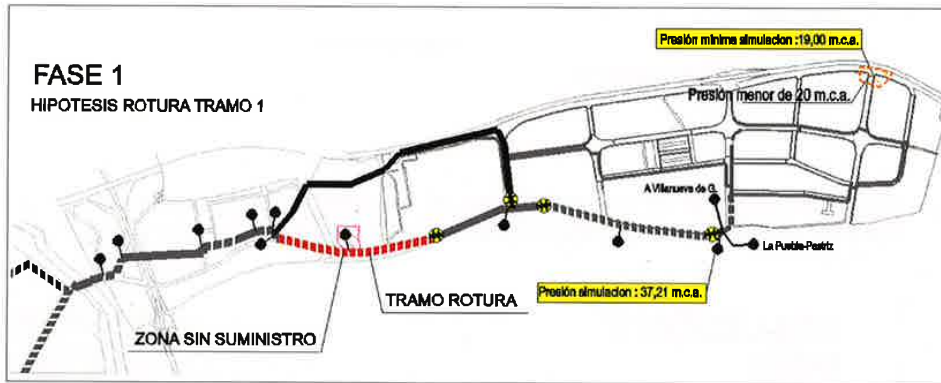 Presión minima simulacion :19,00 m.c.a.
FASE 1
HIPOTESIS ROTURA TRAMO 1
Presión menor de 20 m.c.a.
A Villanueva de G.
La Puebla-Pastriz
Presión simulacion : 37,21 m.c.a.
TRAMO ROTURA
ZONA SIN SUMINISTRO